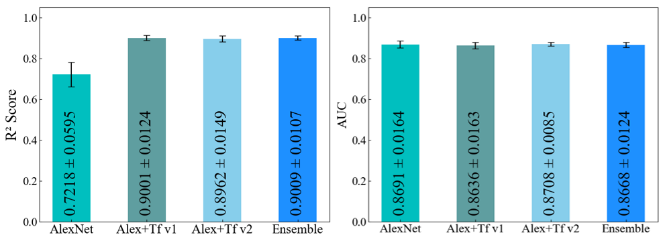 R² Score
1.0
0.8
0.6
0.4
0.2
0.0
0.7218 ± 0.0595
0.9001 ± 0.0124
0.8962 ± 0.0149
0.9009 ± 0.0107
AlexNet
Alex+Tf v1
Alex+Tf v2
Ensemble
AUC
1.0
0.8
0.6
0.4
0.2
0.0
0.8691 ± 0.0164
0.8636 ± 0.0163
0.8708 ± 0.0085
0.8668 ± 0.0124
AlexNet
Alex+Tf v1
Alex+Tf v2
Ensemble